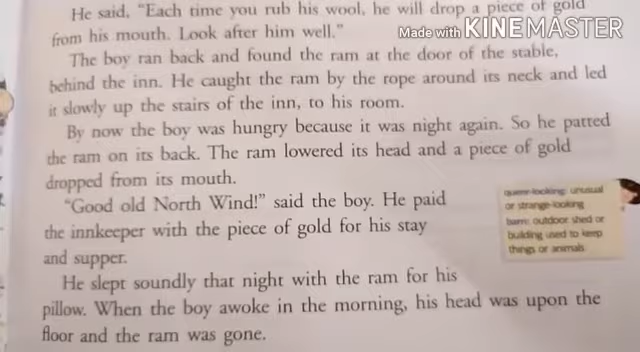 He said, "Each time you rub his wool, he will drop a piece of gold
from his mouth. Look after him well."
Made with KINEMASTER
The boy ran back and found the ram at the door of the stable,
behind the inn. He caught the ram by the rope around its neck and led
it slowly up the stairs of the inn, to his room.
By now the boy was hungry because it was night again. So he patted
the ram on its back. The ram lowered its head and a piece of gold
dropped from its mouth.
"Good old North Wind!" said the boy. He paid
the innkeeper with the piece of gold for his stay
and supper.
He slept soundly that night with the ram for his
pillow. When the boy awoke in the morning, his head was upon the
floor and the ram was gone.
queer-looking: unusual
or strange-looking
barn: outdoor shed or
building used to keep
things or animals